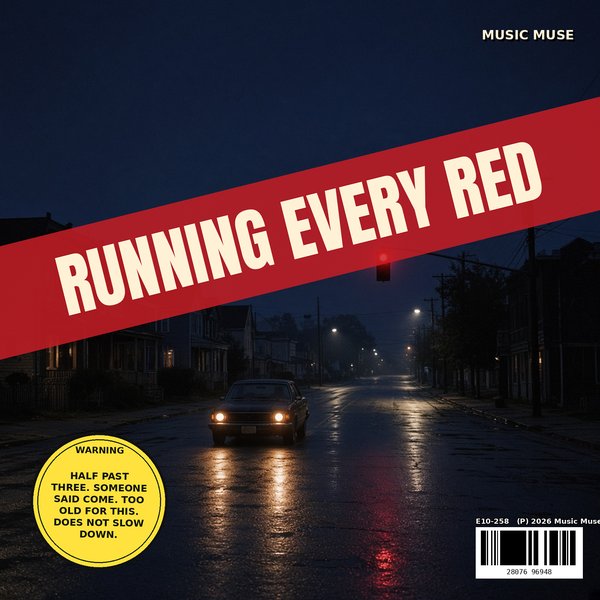 MUSIC MUSE
RUNNING EVERY RED
WARNING
HALF PAST
THREE. SOMEONE
SAID COME. TOO
OLD FOR THIS.
DOES NOT SLOW
DOWN.
E10-258 (P) 2026 Music Muse
28076 96948